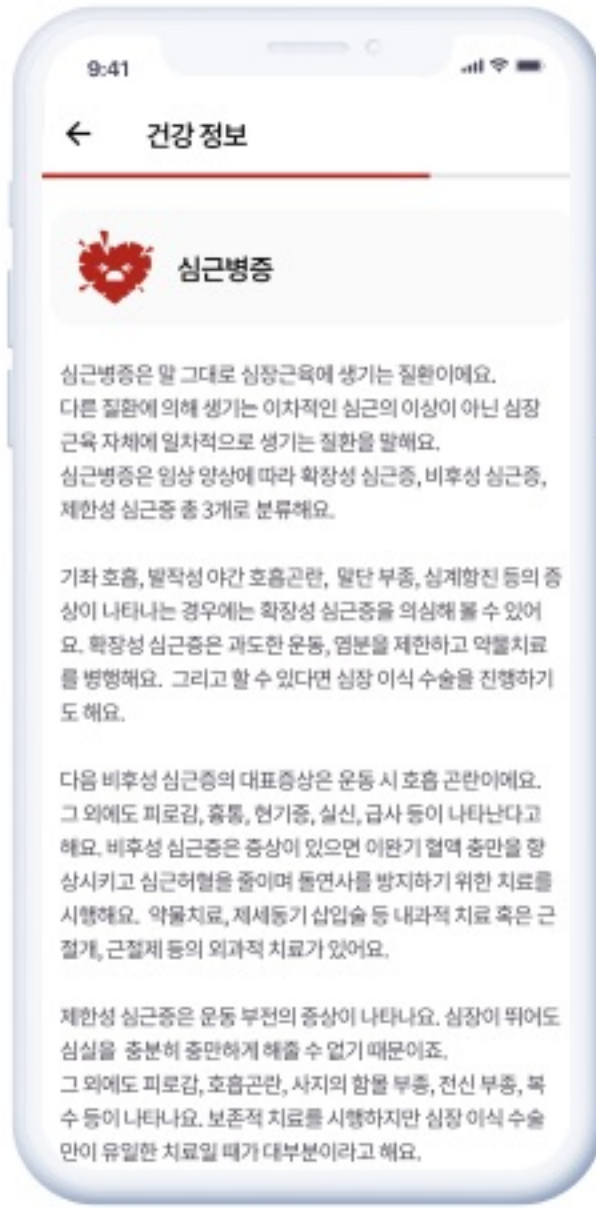 9:41
건강 정보
심근병증
심근병증은 말 그대로 심장근육에 생기는 질환이에요.
다른 질환에 의해 생기는 이차적인 심근의 이상이 아닌 심장
근육 자체에 일차적으로 생기는 질환을 말해요.
심근병증은 임상 양상에 따라 확장성 심근증, 비후성 심근증,
제한성 심근증 총 3개로 분류해요.
기좌 호흡, 발작성 야간 호흡곤란, 말단 부종, 심계항진 등의 증
상이 나타나는 경우에는 확장성 심근증을 의심해 볼 수 있어
요. 확장성 심근증은 과도한 운동, 염분을 제한하고 약물치료
를 병행해요. 그리고 할 수 있다면 심장 이식 수술을 진행하기
도 해요.
다음 비후성 심근증의 대표증상은 운동 시 호흡 곤란이에요.
그 외에도 피로감, 흉통, 현기증, 실신, 급사 등이 나타난다고
해요. 비후성 심근증은 증상이 있으면 이완기 혈액 충만을 향
상시키고 심근허혈을 줄이며 돌연사를 방지하기 위한 치료를
시행해요. 약물치료, 제세동기 삽입술 등 내과적 치료 혹은 근
절개, 근절제 등의 외과적 치료가 있어요.
제한성 심근증은 운동 부전의 증상이 나타나요. 심장이 뛰어도
심실을 충분히 충만하게 해줄 수 없기 때문이죠.
그 외에도 피로감, 호흡곤란, 사지의 함몰 부종, 전신 부종, 복
수 등이 나타나요. 보존적 치료를 시행하지만 심장 이식 수술
만이 유일한 치료일 때가 대부분이라고 해요.